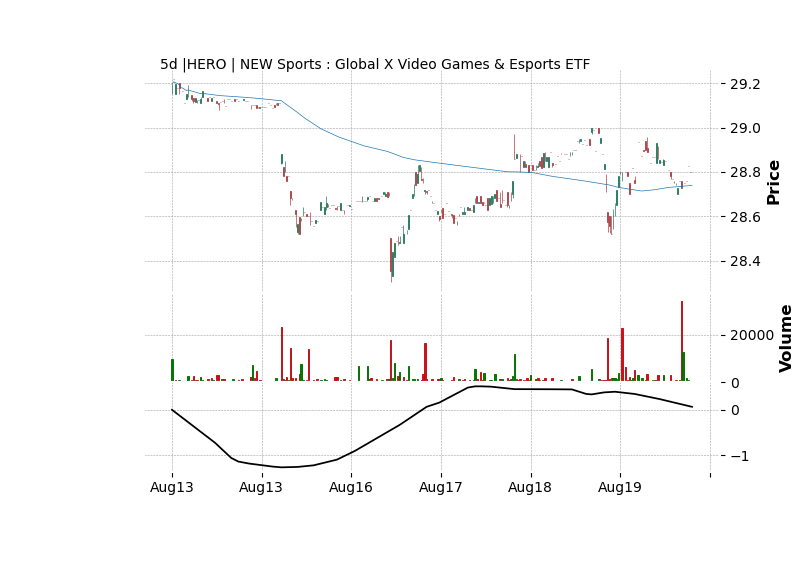 5d |HERO | NEW Sports : Global X Video Games & Esports ETF
29.2
29.0
28.8
28.6
28.4
Price
20000
0
Volume
0
−1
Aug13
Aug13
Aug16
Aug17
Aug18
Aug19